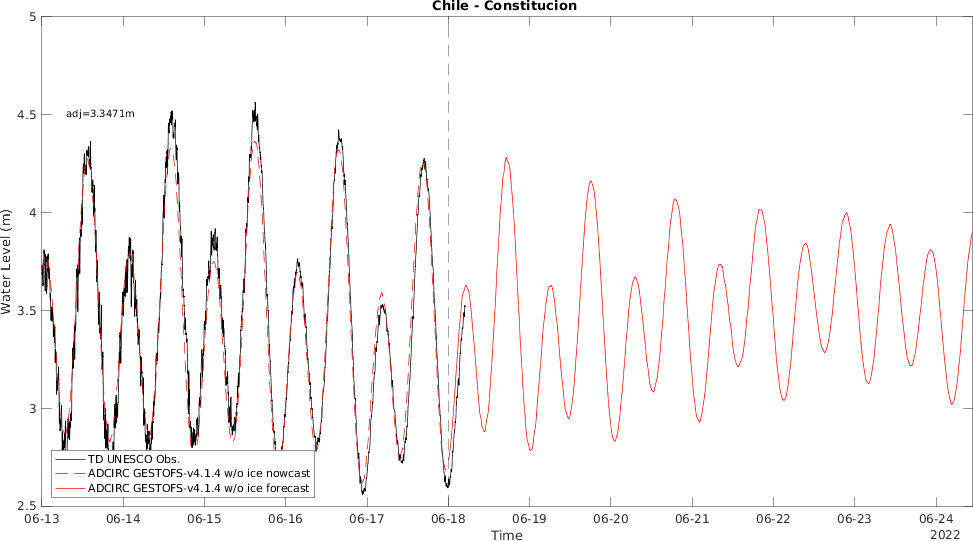 Chile - Constitucion
5
4.5
4
3.5
3
2.5
Water Level (m)
adj=3.3471m
TD UNESCO Obs.
ADCIRC GESTOFS-v4.1.4 w/o ice nowcast
ADCIRC GESTOFS-v4.1.4 w/o ice forecast
06-13 06-14 06-15 06-16 06-17 06-18 06-19 06-20 06-21 06-22 06-23 06-24
Time
2022